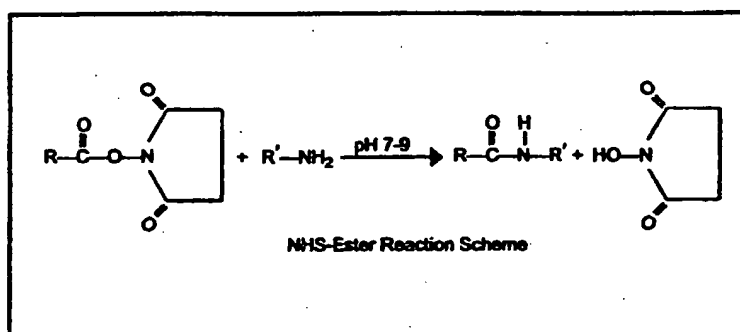 O
O
O
H
O
R-C-O-N + R'-NH₂ pH 7-9 R-C-N-R' + HO-N
O
O
NHS-Ester Reaction Scheme